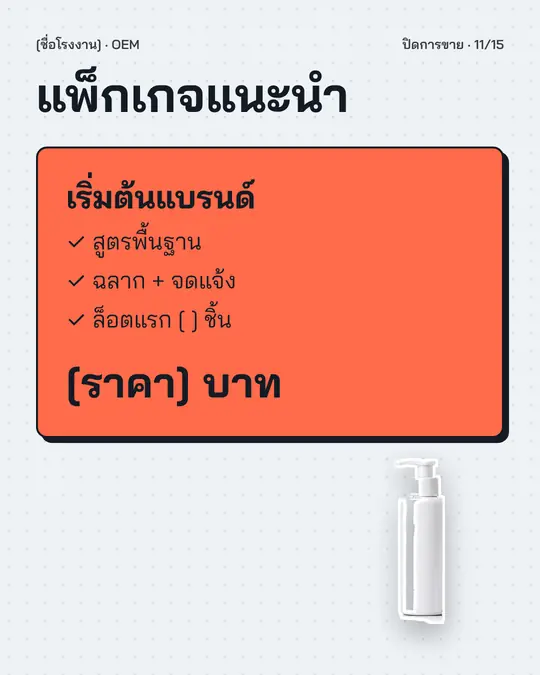 (ชื่อโรงงาน) · OEM
ปิดการขาย · 11/15
แพ็กเกจแนะนำ
เริ่มต้นแบรนด์
✓ สูตรพื้นฐาน
✓ ฉลาก + จดแจ้ง
✓ ล็อตแรก ( ) ชิ้น
(ราคา) บาท